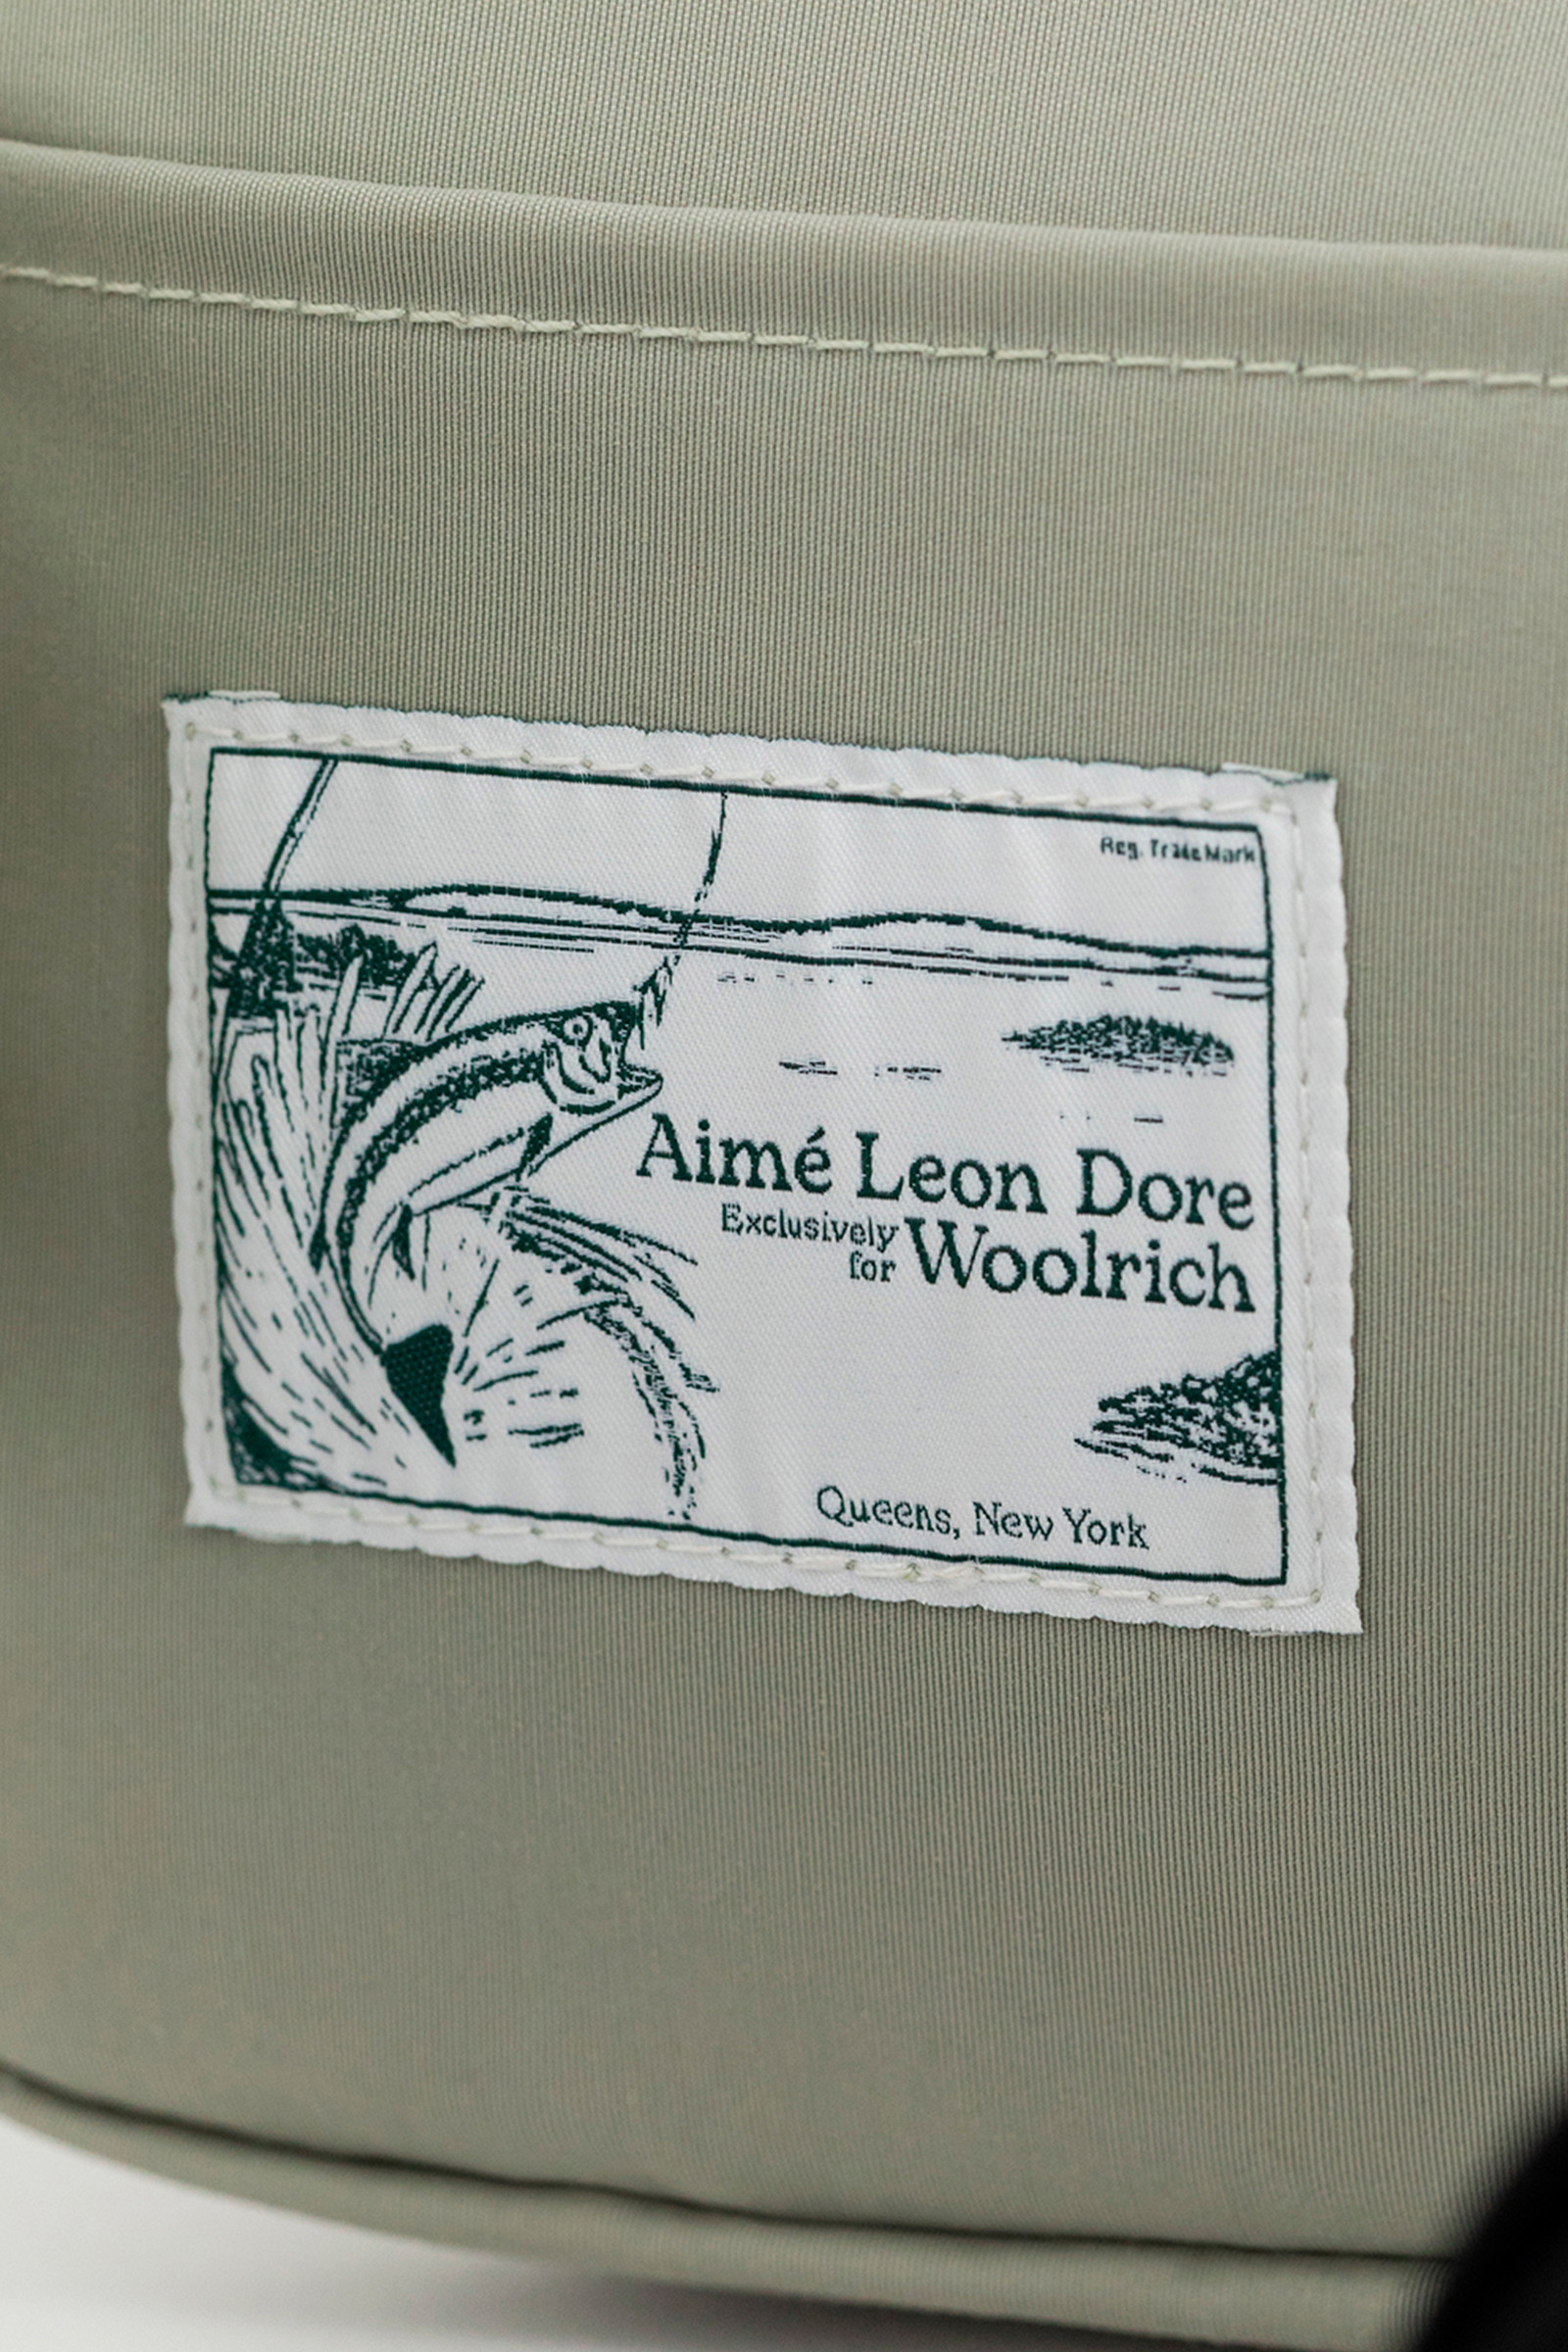 Reg. Trade Mark
Aimé Leon Dore
Exclusively
for Woolrich
Queens, New York